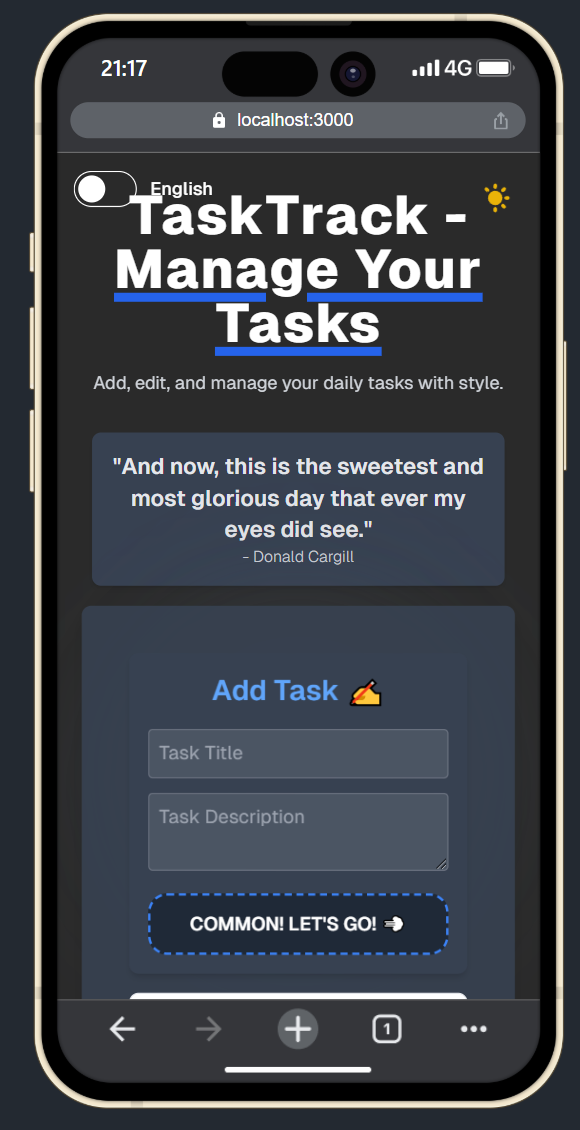 21:17
4G
localhost:3000
English
TaskTrack -
Manage Your
Tasks
Add, edit, and manage your daily tasks with style.
"And now, this is the sweetest and
most glorious day that ever my
eyes did see."
- Donald Cargill
Add Task ✍️
Task Title
Task Description
COMMON! LET'S GO! 💨
1